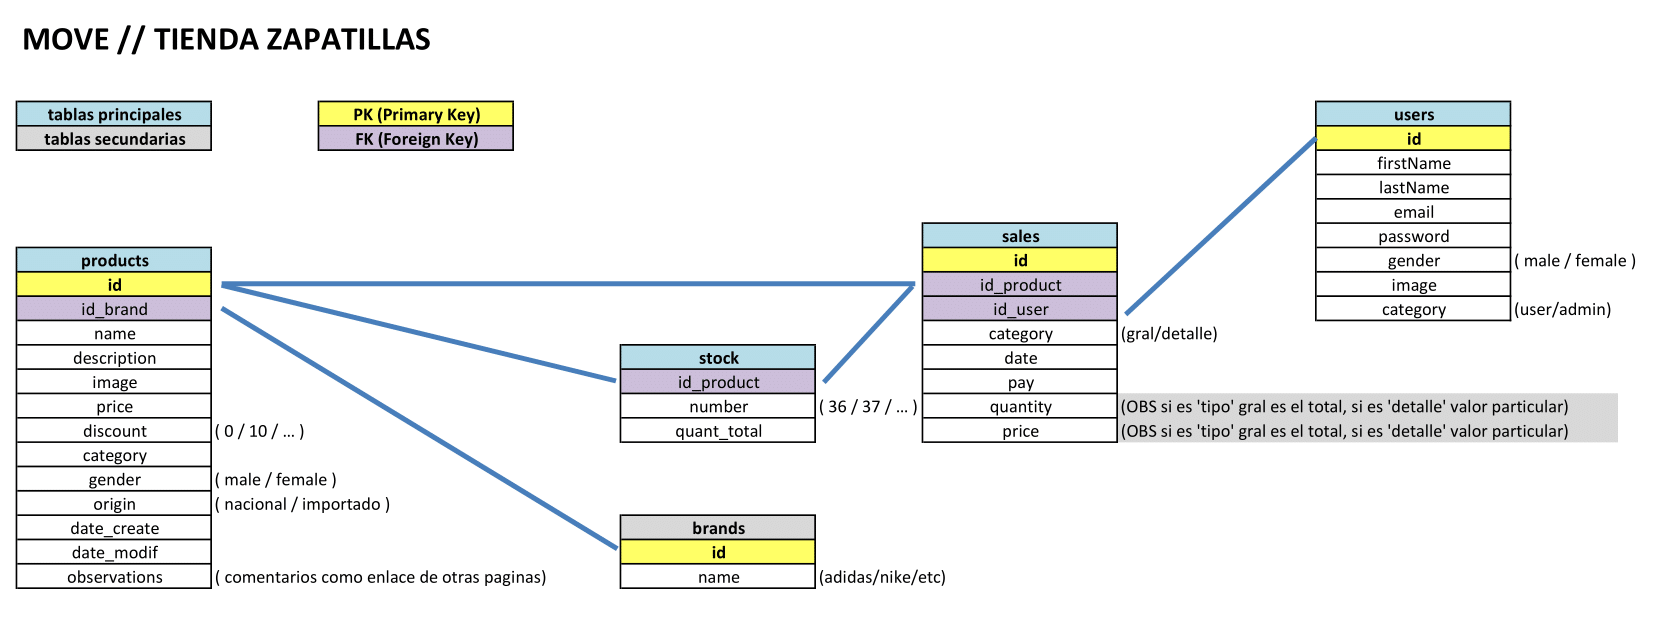 MOVE // TIENDA ZAPATILLAS
tablas principales
tablas secundarias
PK (Primary Key)
FK (Foreign Key)
users
id
firstName
lastName
email
password
gender ( male / female )
image
category (user/admin)
sales
id
id_product
id_user
category (gral/detalle)
date
pay
quantity (OBS si es 'tipo' gral es el total, si es 'detalle' valor particular)
price (OBS si es 'tipo' gral es el total, si es 'detalle' valor particular)
products
id
id_brand
name
description
image
price
discount ( 0 / 10 / ... )
category
gender ( male / female )
origin ( nacional / importado )
date_create
date_modif
observations ( comentarios como enlace de otras paginas)
stock
id_product
number ( 36 / 37 / ... )
quant_total
brands
id
name (adidas/nike/etc)